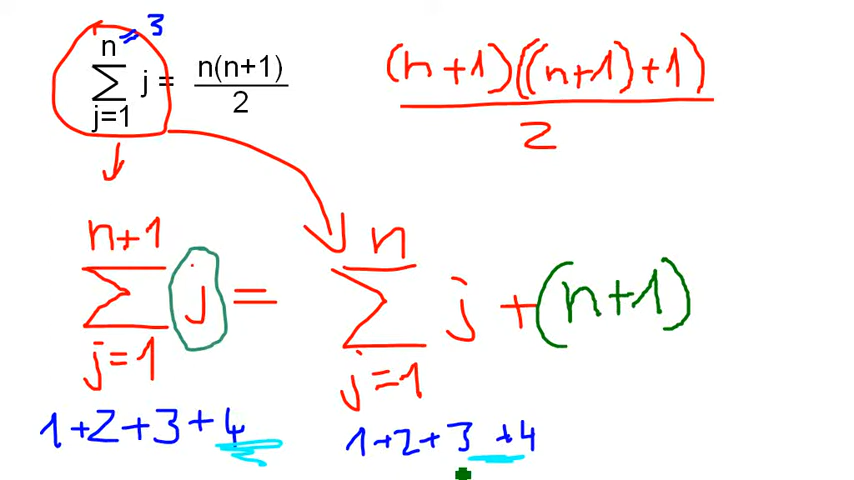 n = 3
∑ j = n(n+1)/2
j=1
(n+1)((n+1)+1)
2
n+1
∑ j = ∑ j + (n+1)
n
j=1
j=1
1+2+3+4
1+2+3 +4